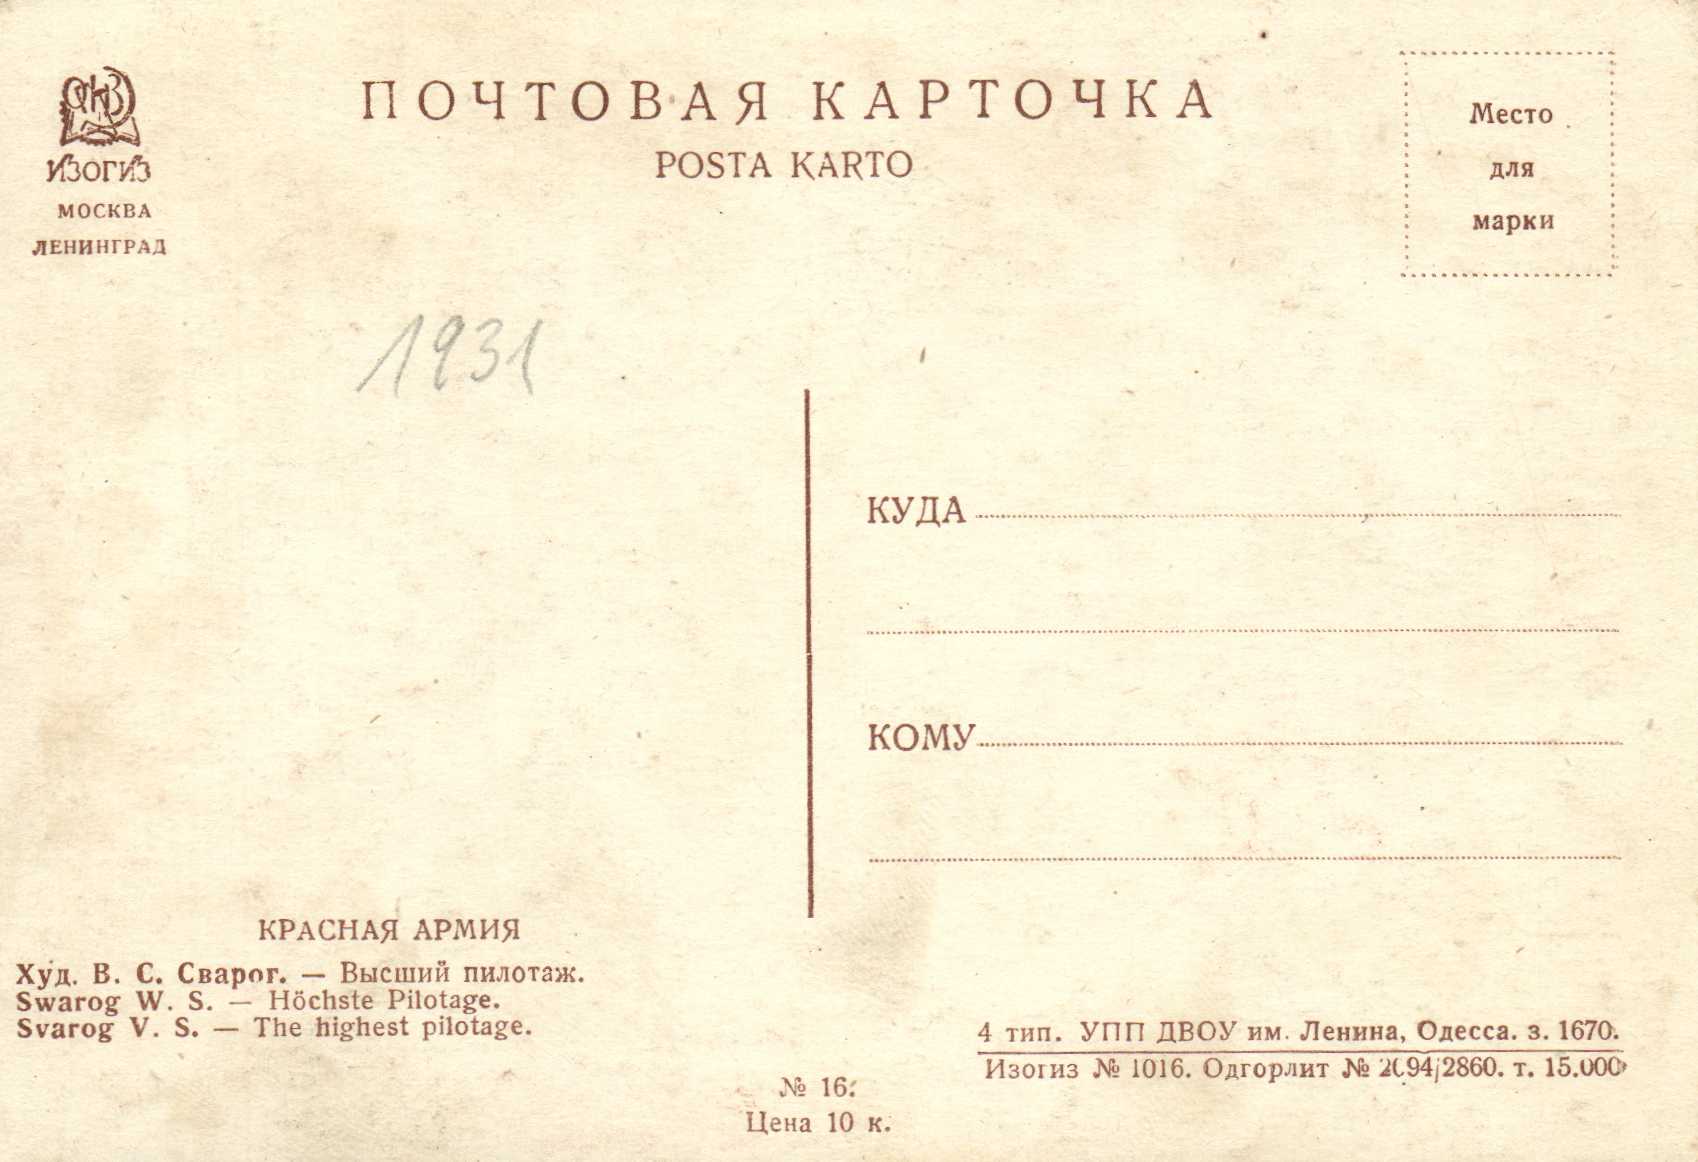 ПОЧТОВАЯ КАРТОЧКА
POSTA KARTO
ИЗОГИЗ
МОСКВА
ЛЕНИНГРАД
Место
для
марки
1931
КУДА
КОМУ
КРАСНАЯ АРМИЯ
Худ. В. С. Сварог. — Высший пилотаж.
Swarog W. S. — Höchste Pilotage.
Svarog V. S. — The highest pilotage.
4 тип. УПП ДВОУ им. Ленина, Одесса. з. 1670.
Изогиз № 1016. Одгорлит № 2094/2860. т. 15.000
№ 16
Цена 10 к.